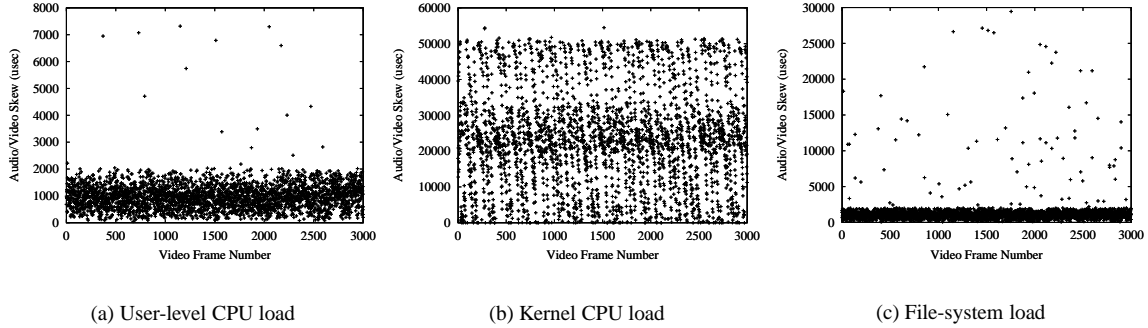 8000
7000
6000
5000
4000
3000
2000
1000
0
Audio/Video Skew (usec)
0 500 1000 1500 2000 2500 3000
Video Frame Number
(a) User-level CPU load
60000
50000
40000
30000
20000
10000
0
Audio/Video Skew (usec)
0 500 1000 1500 2000 2500 3000
Video Frame Number
(b) Kernel CPU load
30000
25000
20000
15000
10000
5000
0
Audio/Video Skew (usec)
0 500 1000 1500 2000 2500 3000
Video Frame Number
(c) File-system load